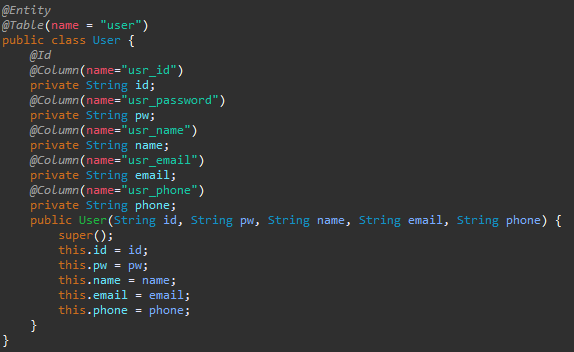 @Entity
@Table(name = "user")
public class User {
    @Id
    @Column(name="usr_id")
    private String id;
    @Column(name="usr_password")
    private String pw;
    @Column(name="usr_name")
    private String name;
    @Column(name="usr_email")
    private String email;
    @Column(name="usr_phone")
    private String phone;
    public User(String id, String pw, String name, String email, String phone) {
        super();
        this.id = id;
        this.pw = pw;
        this.name = name;
        this.email = email;
        this.phone = phone;
    }
}